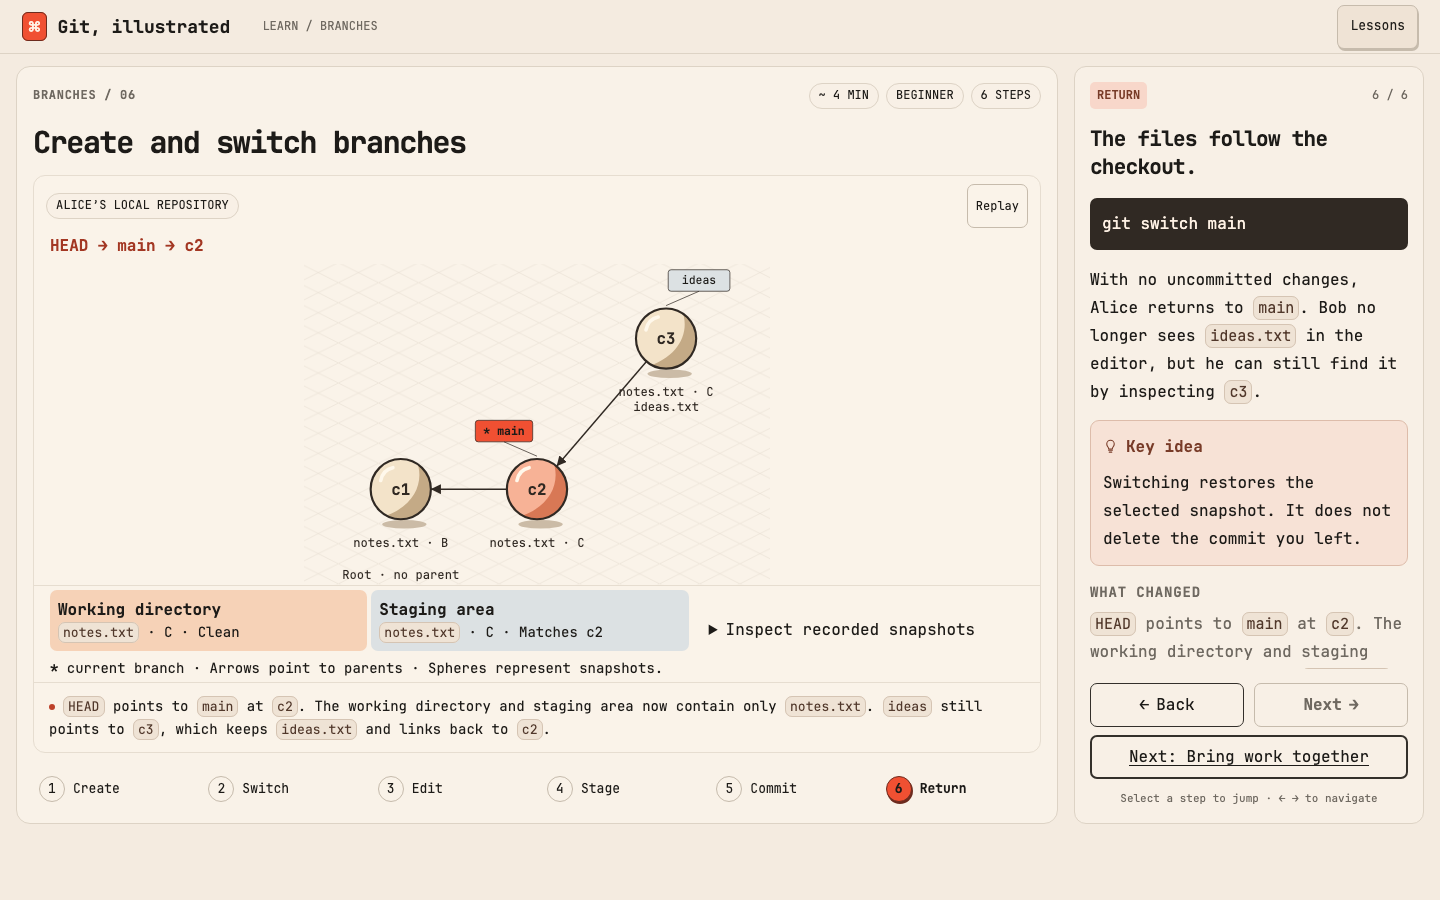 ⌘ Git, illustrated
LEARN / BRANCHES
Lessons
BRANCHES / 06
~ 4 MIN
BEGINNER
6 STEPS
Create and switch branches
ALICE’S LOCAL REPOSITORY
Replay
HEAD → main → c2
ideas
c3
notes.txt · C
ideas.txt
* main
c1
c2
notes.txt · B
notes.txt · C
Root · no parent
Working directory
notes.txt · C · Clean
Staging area
notes.txt · C · Matches c2
▶ Inspect recorded snapshots
* current branch · Arrows point to parents · Spheres represent snapshots.
HEAD points to main at c2. The working directory and staging area now contain only notes.txt. ideas still
points to c3, which keeps ideas.txt and links back to c2.
1 Create
2 Switch
3 Edit
4 Stage
5 Commit
6 Return
RETURN
6 / 6
The files follow the
checkout.
git switch main
With no uncommitted changes,
Alice returns to main. Bob no
longer sees ideas.txt in the
editor, but he can still find it
by inspecting c3.
Key idea
Switching restores the
selected snapshot. It does not
delete the commit you left.
WHAT CHANGED
HEAD points to main at c2. The
working directory and staging
← Back
Next →
Next: Bring work together
Select a step to jump · ← → to navigate